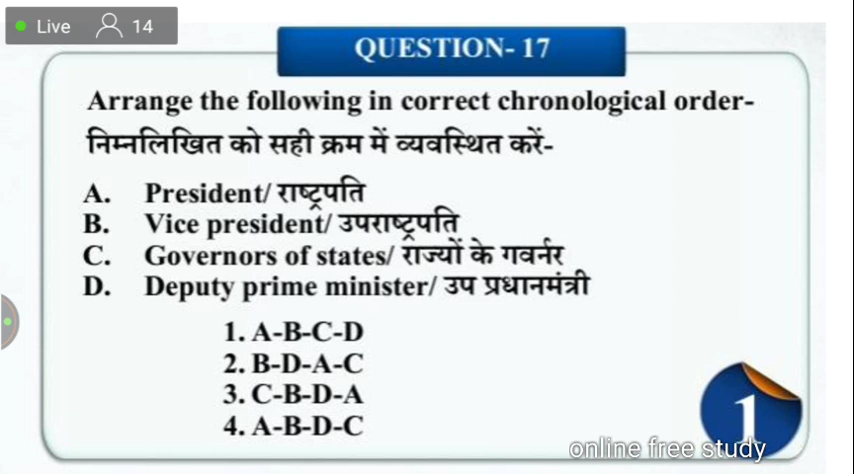 Live 14
QUESTION- 17
Arrange the following in correct chronological order-
निम्नलिखित को सही क्रम में व्यवस्थित करें-
A. President/ राष्ट्रपति
B. Vice president/ उपराष्ट्रपति
C. Governors of states/ राज्यों के गवर्नर
D. Deputy prime minister/ उप प्रधानमंत्री
1. A-B-C-D
2. B-D-A-C
3. C-B-D-A
4. A-B-D-C
1
online free study